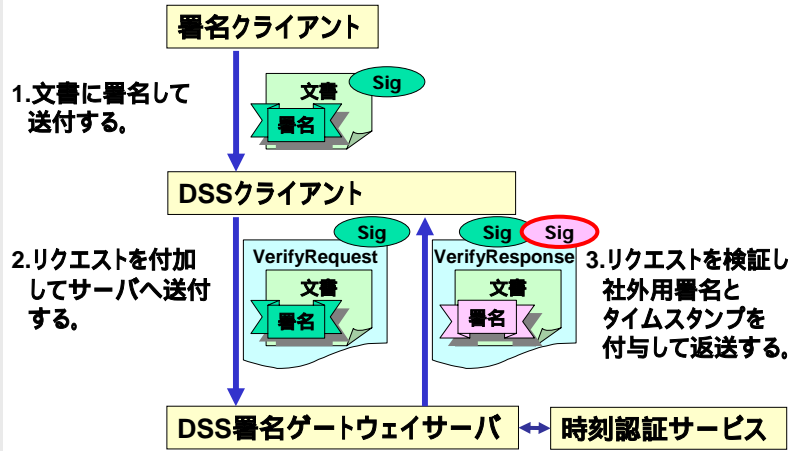 署名クライアント
1.文書に署名して
送付する。
Sig
文書
署名
DSSクライアント
2.リクエストを付加
してサーバへ送付
する。
Sig
VerifyRequest
文書
署名
Sig
Sig
VerifyResponse
文書
署名
3.リクエストを検証し
社外用署名と
タイムスタンプを
付与して返送する。
DSS署名ゲートウェイサーバ
時刻認証サービス